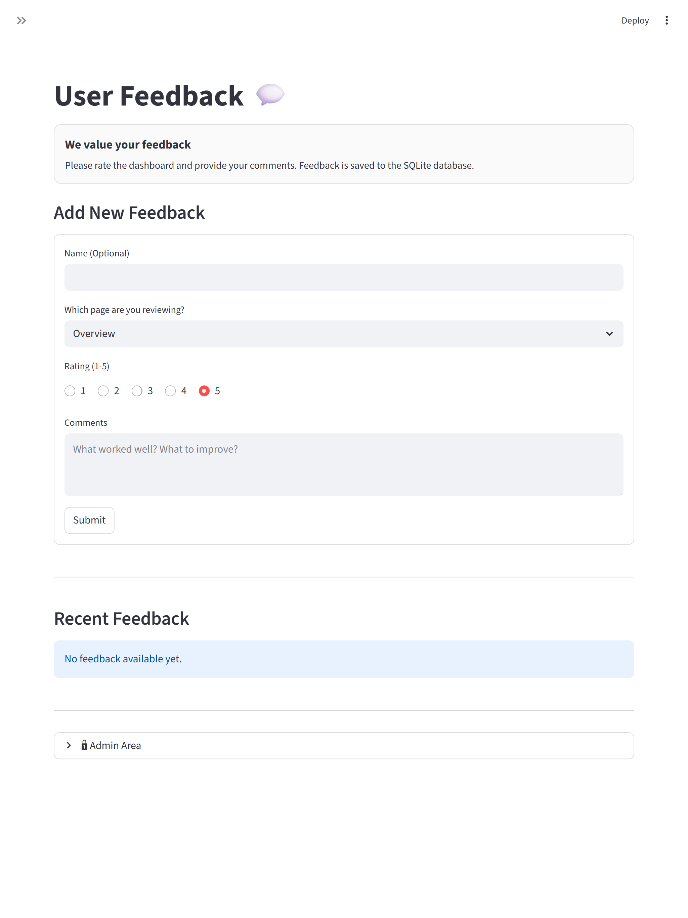 Deploy
User Feedback
We value your feedback
Please rate the dashboard and provide your comments. Feedback is saved to the SQLite database.
Add New Feedback
Name (Optional)
Which page are you reviewing?
Overview
Rating (1-5)
1 2 3 4 5
Comments
What worked well? What to improve?
Submit
Recent Feedback
No feedback available yet.
Admin Area